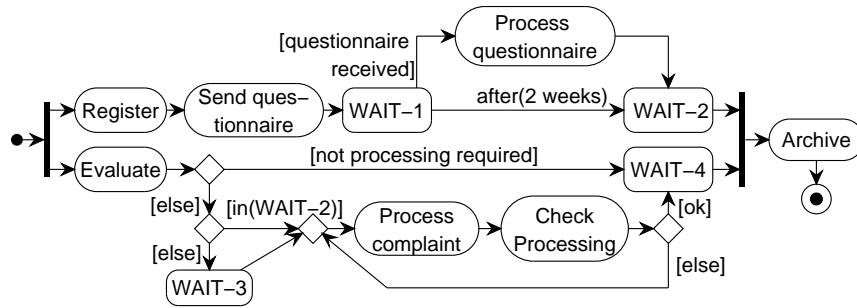 Process
questionnaire
[questionnaire
received]
Register
Send ques–
tionnaire
WAIT–1
after(2 weeks)
WAIT–2
Archive
Evaluate
[not processing required]
WAIT–4
[else]
[in(WAIT–2)]
Process
complaint
Check
Processing
[ok]
[else]
[else]
WAIT–3